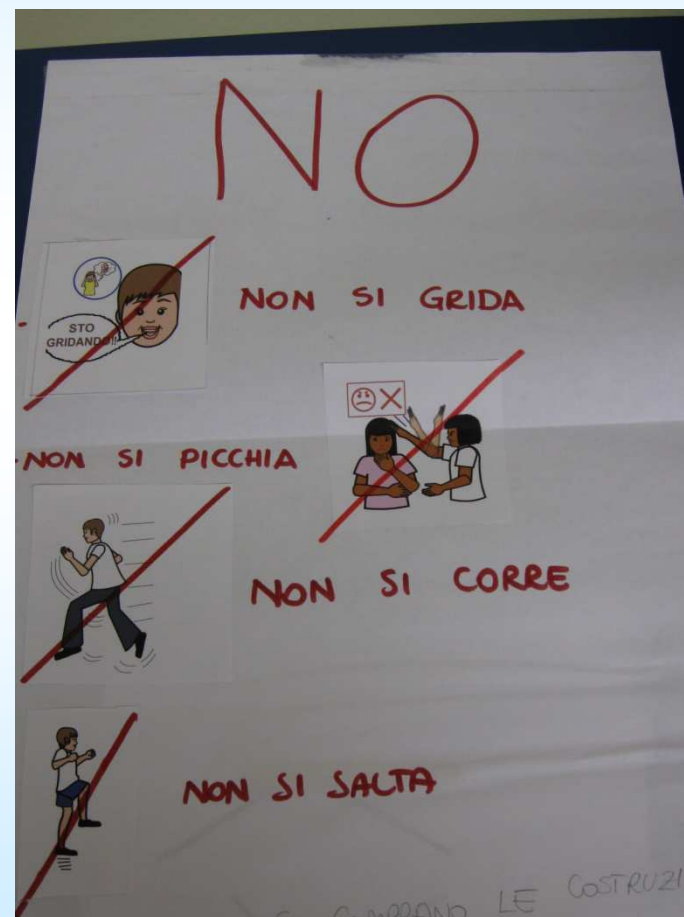 NO
STO
GRIDANDO!!
NON SI GRIDA
NON SI PICCHIA
NON SI CORRE
NON SI SALTA
LE COSTRUZI